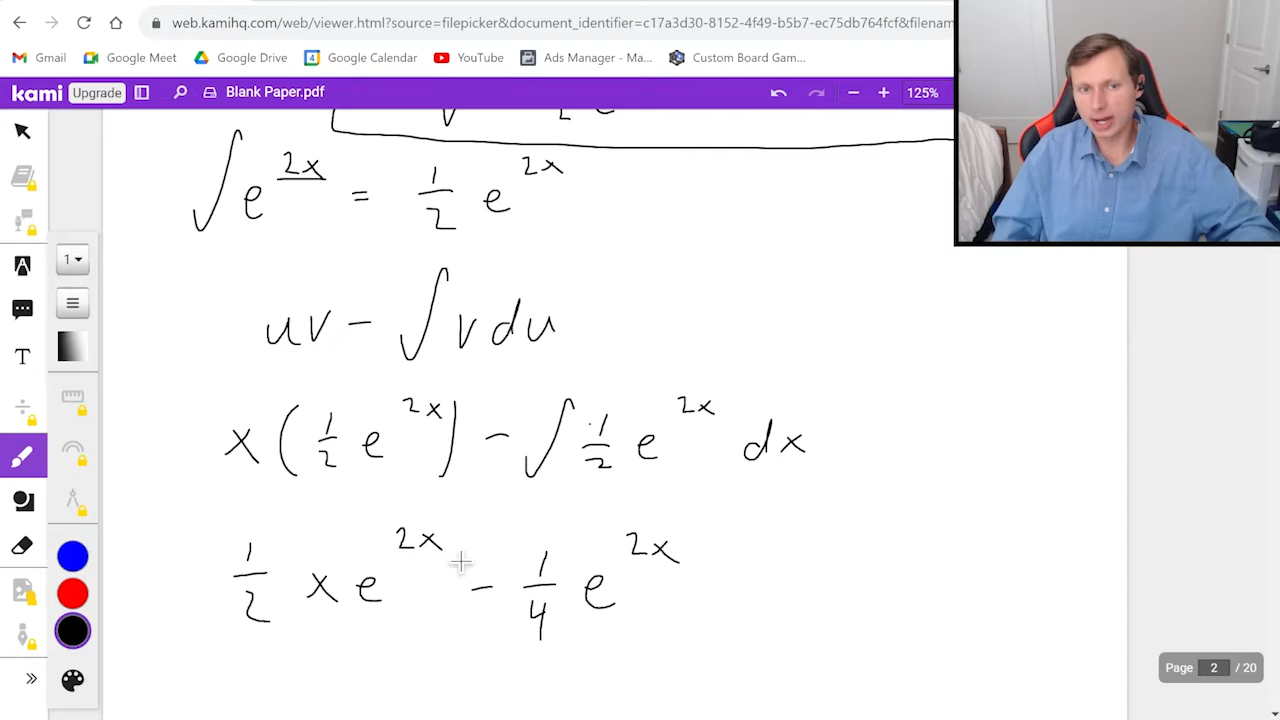 web.kamihq.com/web/viewer.html?source=filepicker&document_identifier=c17a3d30-8152-4f49-b5b7-ec75db764fcf&filenam
Gmail Google Meet Google Drive 4 Google Calendar YouTube Ads Manager - Ma... Custom Board Gam...
kami Upgrade Blank Paper.pdf 125%
∫ e^2x = 1/2 e^2x
uv - ∫ v du
x (1/2 e^2x) - ∫ 1/2 e^2x dx
1/2 x e^2x - 1/4 e^2x
1
T
Page 2 / 20